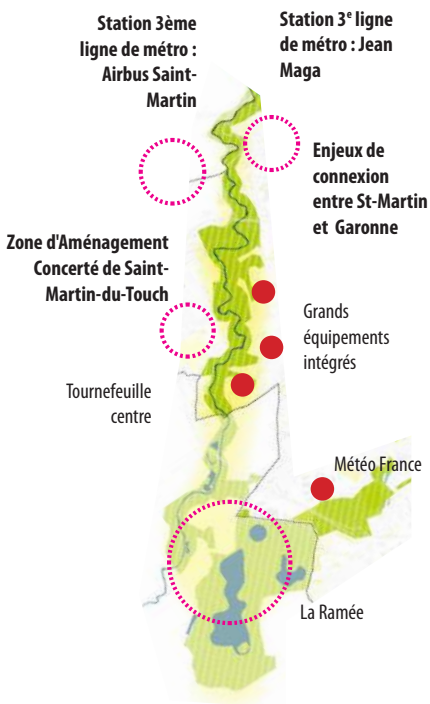 Station 3ème
ligne de métro :
Airbus Saint-
Martin
Station 3e ligne
de métro : Jean
Maga
Enjeux de
connexion
entre St-Martin
et Garonne
Zone d'Aménagement
Concerté de Saint-
Martin-du-Touch
Grands
équipements
intégrés
Tournefeuille
centre
Météo France
La Ramée